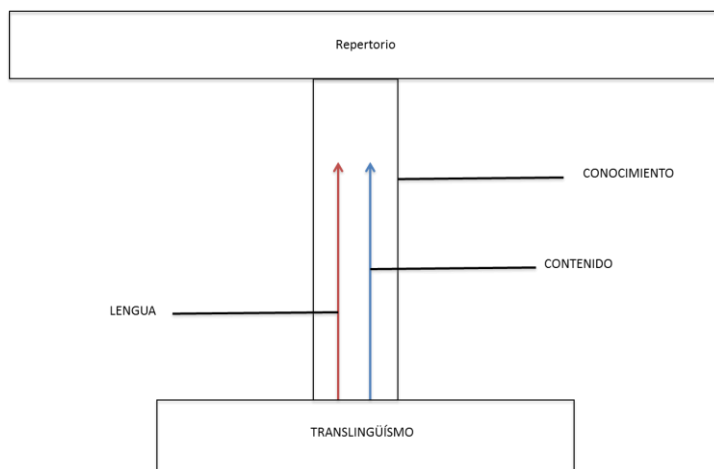 Repertorio
CONOCIMIENTO
CONTENIDO
LENGUA
TRANSLINGÜÍSMO